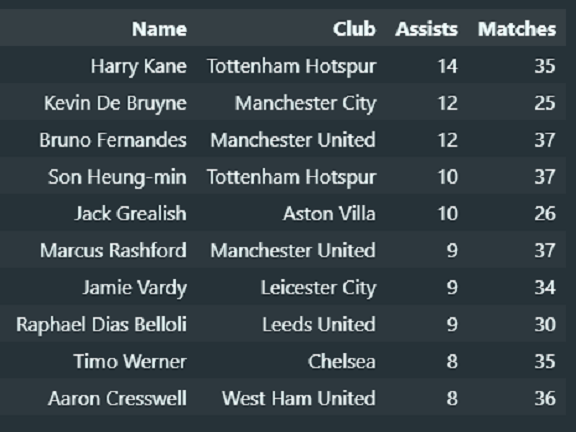 Name Club Assists Matches
Harry Kane Tottenham Hotspur 14 35
Kevin De Bruyne Manchester City 12 25
Bruno Fernandes Manchester United 12 37
Son Heung-min Tottenham Hotspur 10 37
Jack Grealish Aston Villa 10 26
Marcus Rashford Manchester United 9 37
Jamie Vardy Leicester City 9 34
Raphael Dias Belloli Leeds United 9 30
Timo Werner Chelsea 8 35
Aaron Cresswell West Ham United 8 36